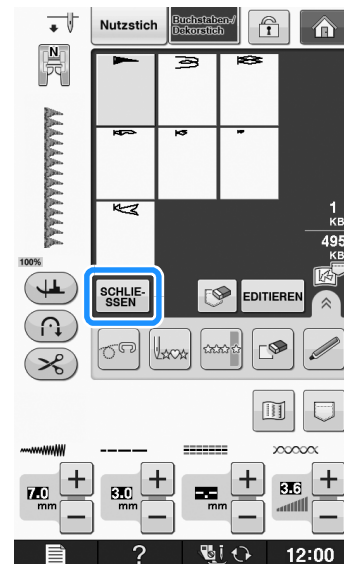 Nutzstich
Buchstaben-/
Dekorstich
N
100%
1
KB
495
KB
SCHLIE-
SSEN
EDITIEREN
7.0
mm
3.0
mm
-.--
mm
3.6
?
12:00